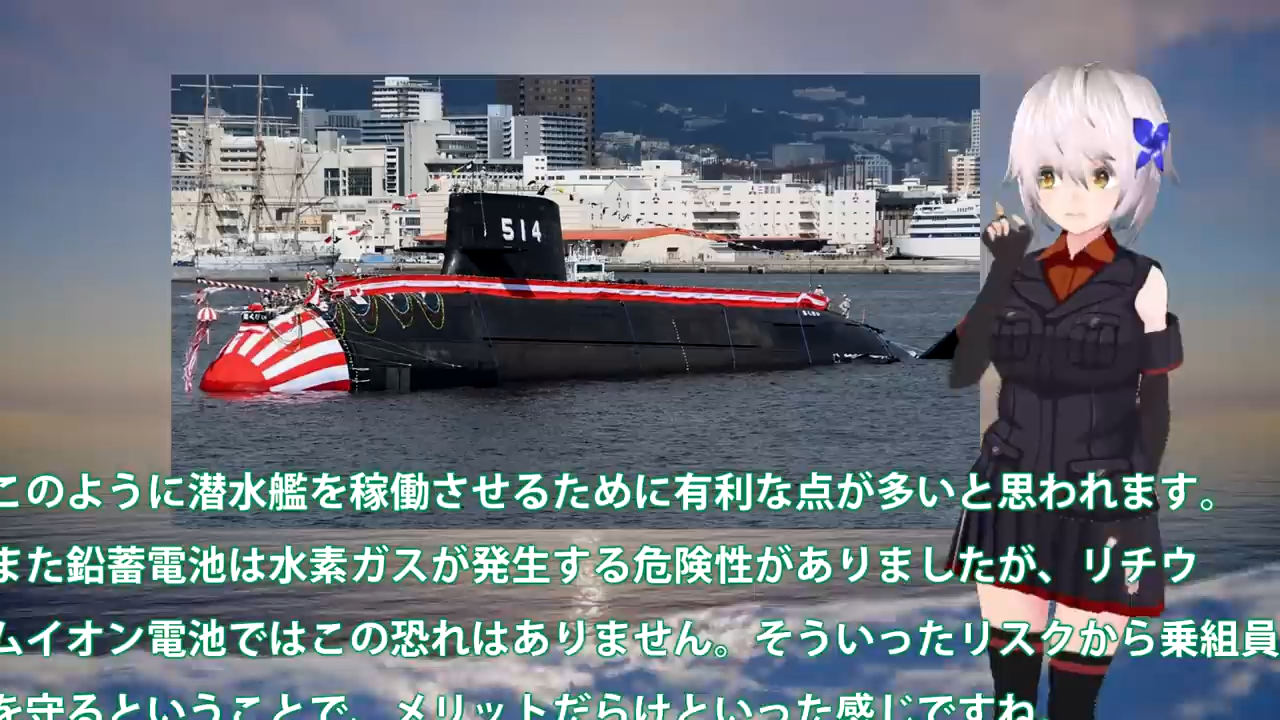 514
このように潜水艦を稼働させるために有利な点が多いと思われます。
また鉛蓄電池は水素ガスが発生する危険性がありましたが、リチウ
ムイオン電池ではこの恐れはありません。そういったリスクから乗組員
を守るということで、メリットだらけといった感じですね。